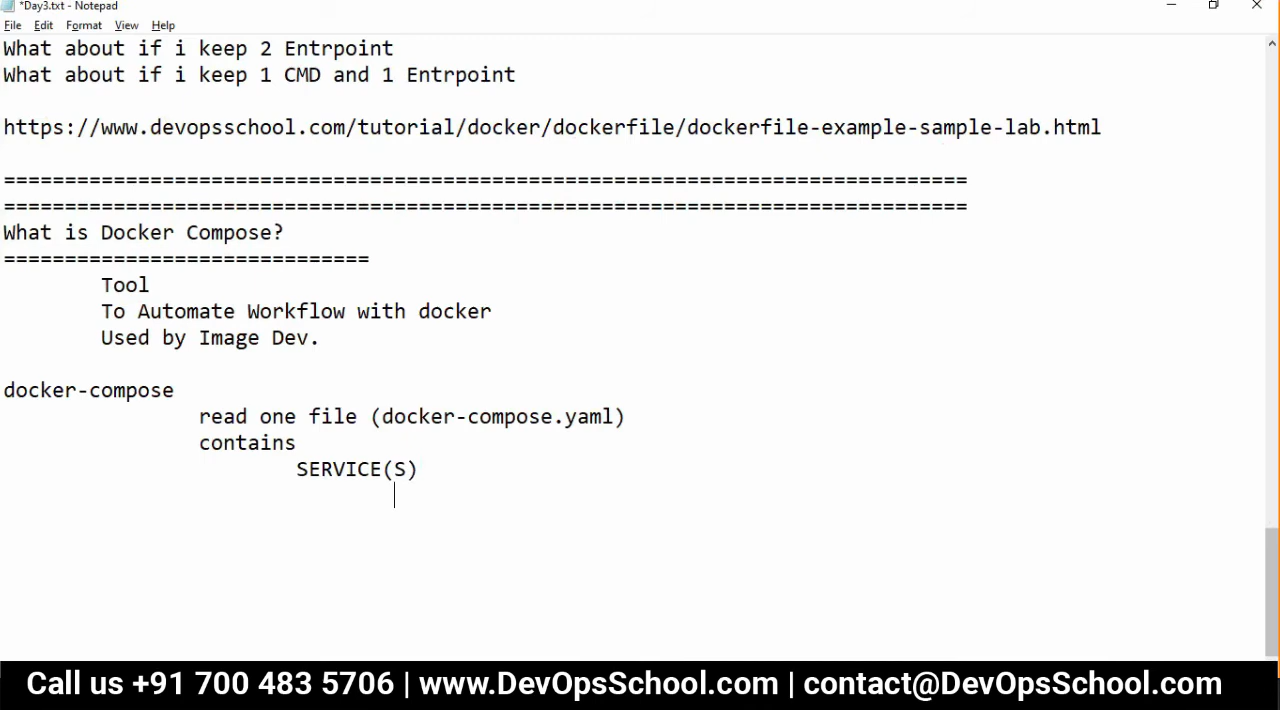 *Day3.txt - Notepad
File Edit Format View Help
What about if i keep 2 Entrpoint
What about if i keep 1 CMD and 1 Entrpoint
https://www.devopsschool.com/tutorial/docker/dockerfile/dockerfile-example-sample-lab.html
===============================================================================
===============================================================================
What is Docker Compose?
==============================
Tool
To Automate Workflow with docker
Used by Image Dev.
docker-compose
read one file (docker-compose.yaml)
contains
SERVICE(S)
Call us +91 700 483 5706 | www.DevOpsSchool.com | contact@DevOpsSchool.com